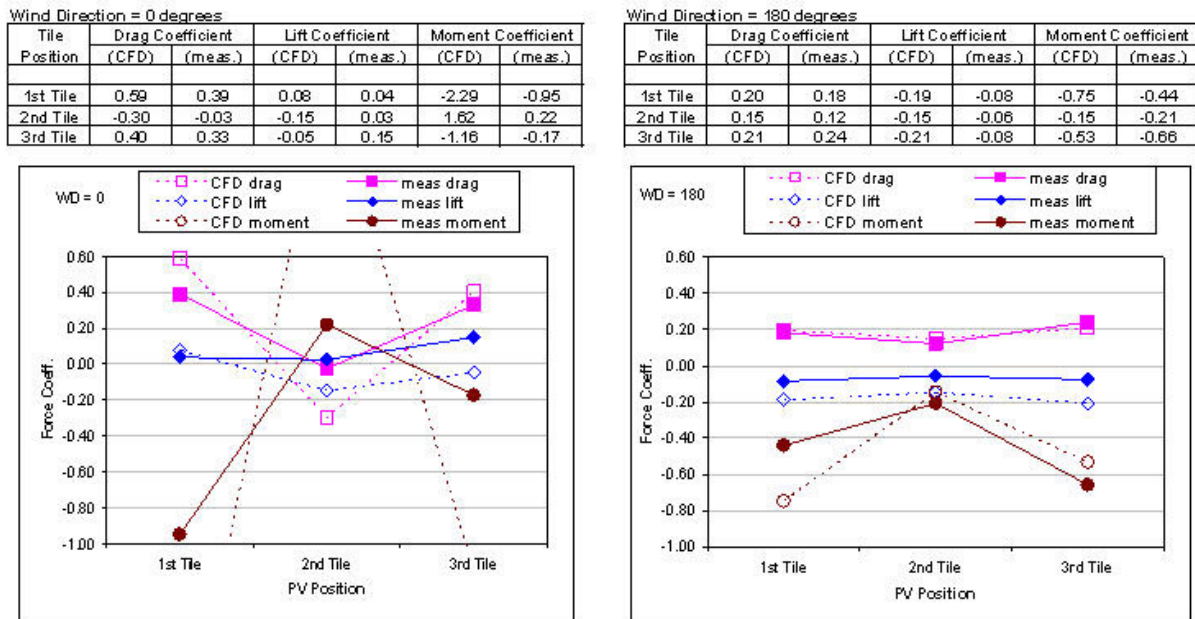 Wind Direction = 0 degrees
Tile Position Drag Coefficient Lift Coefficient Moment Coefficient
(CFD) (meas.) (CFD) (meas.) (CFD) (meas.)
1st Tile 0.59 0.39 0.08 0.04 -2.29 -0.95
2nd Tile -0.30 -0.03 -0.15 0.03 1.62 0.22
3rd Tile 0.40 0.33 -0.05 0.15 -1.16 -0.17
WD = 0
CFD drag meas drag
CFD lift meas lift
CFD moment meas moment
0.60
0.40
0.20
0.00
-0.20
-0.40
-0.60
-0.80
-1.00
Force Coeff.
1st Tile 2nd Tile 3rd Tile
PV Position
Wind Direction = 180 degrees
Tile Position Drag Coefficient Lift Coefficient Moment Coefficient
(CFD) (meas.) (CFD) (meas.) (CFD) (meas.)
1st Tile 0.20 0.18 -0.19 -0.08 -0.75 -0.44
2nd Tile 0.15 0.12 -0.15 -0.06 -0.15 -0.21
3rd Tile 0.21 0.24 -0.21 -0.08 -0.53 -0.66
WD = 180
CFD drag meas drag
CFD lift meas lift
CFD moment meas moment
0.60
0.40
0.20
0.00
-0.20
-0.40
-0.60
-0.80
-1.00
Force Coeff.
1st Tile 2nd Tile 3rd Tile
PV Position